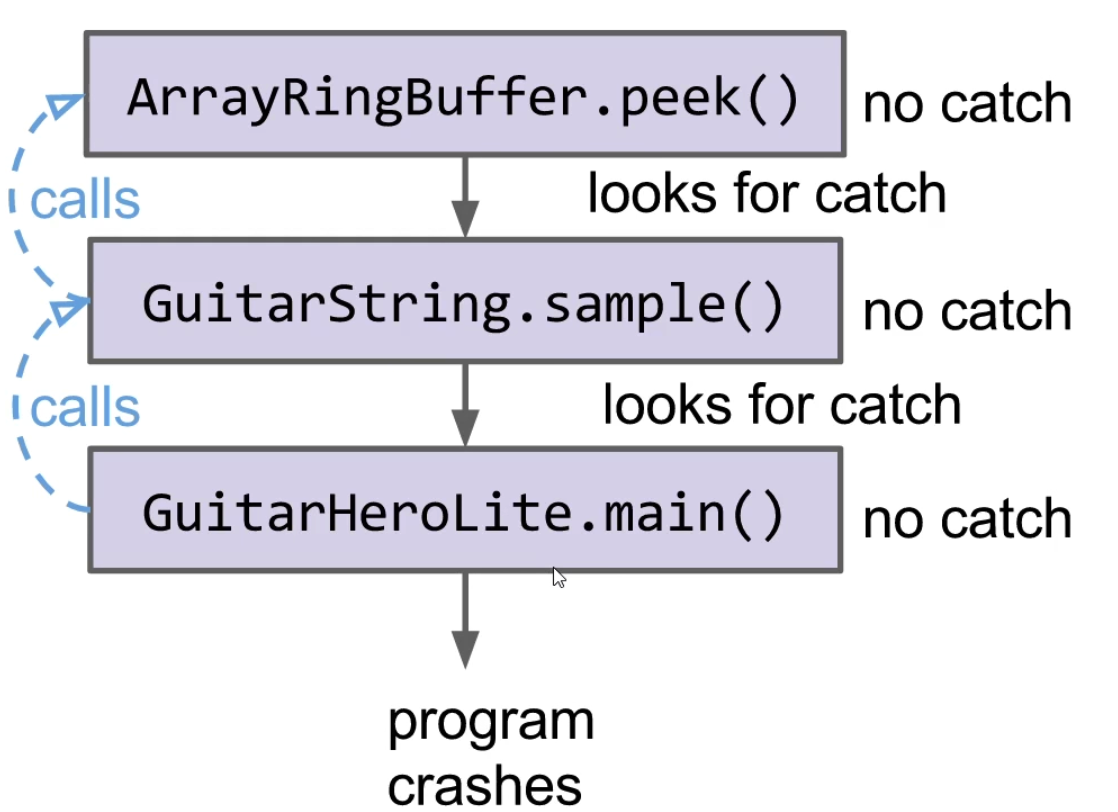 ArrayRingBuffer.peek() no catch
calls looks for catch
GuitarString.sample() no catch
calls looks for catch
GuitarHeroLite.main() no catch
program
crashes